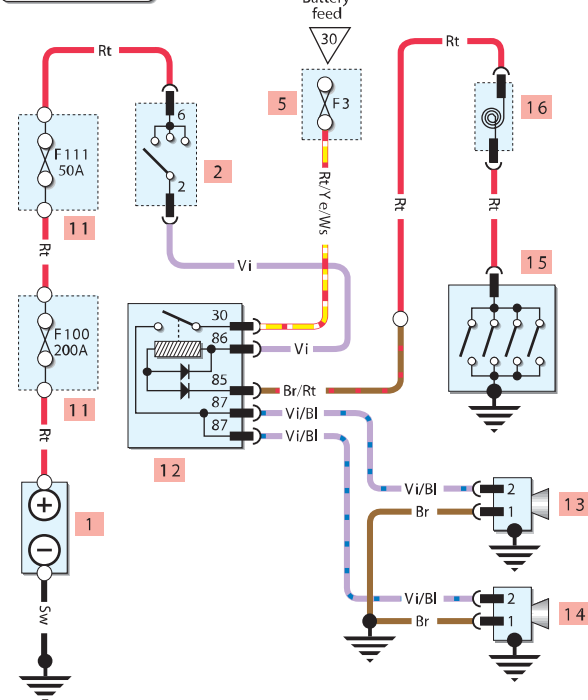 Battery
feed
30
Rt
Rt
5
F3
16
F111
50A
6
2
2
11
Rt
Rt/Ye/Ws
Rt
Rt
Vi
15
F100
200A
30
86
Vi
85
Br/Rt
87
Vi/Bl
87
Vi/Bl
11
12
Rt
1
Vi/Bl
2
Br
1
13
Sw
Vi/Bl
2
Br
1
14